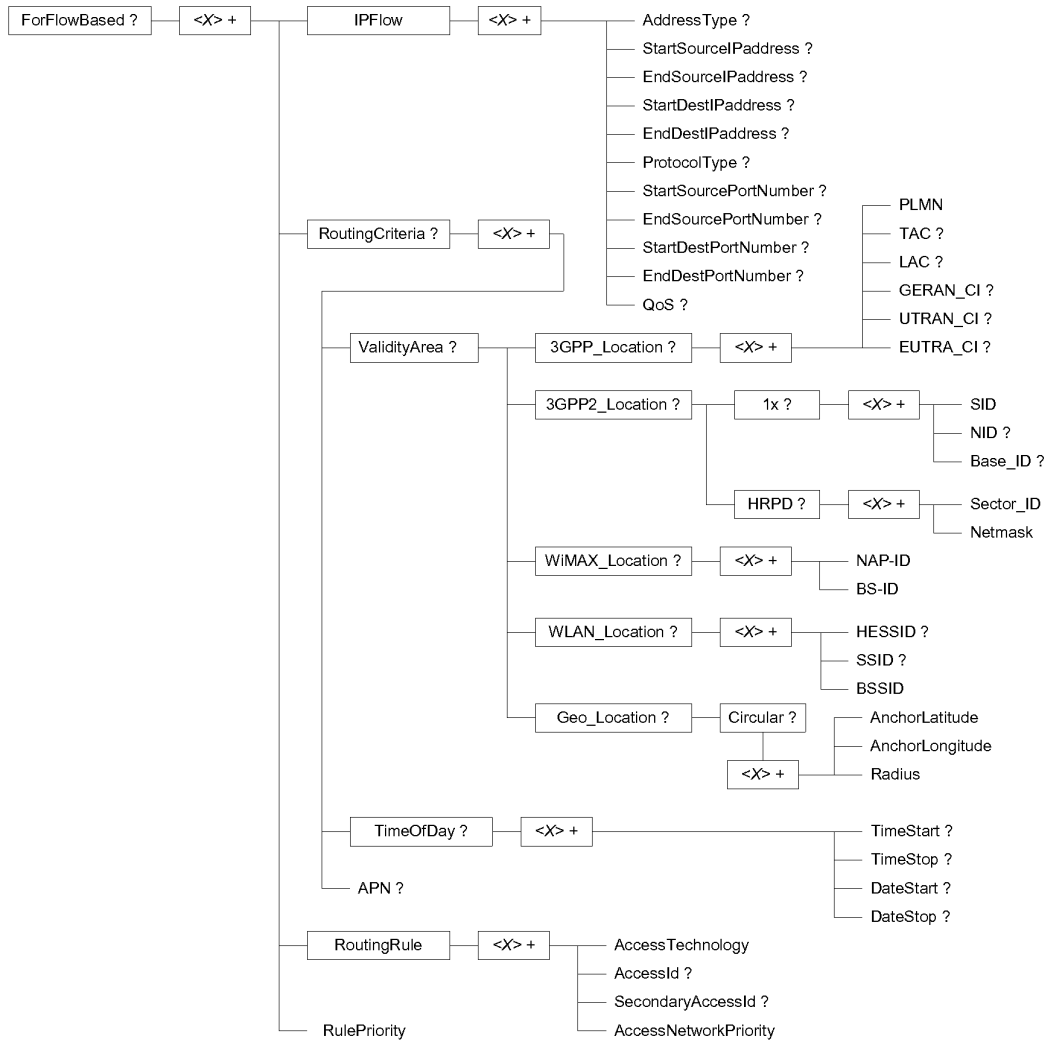 ForFlowBased ?
<X> +
IPFlow
<X> +
AddressType ?
StartSourceIPaddress ?
EndSourceIPaddress ?
StartDestIPaddress ?
EndDestIPaddress ?
ProtocolType ?
StartSourcePortNumber ?
EndSourcePortNumber ?
StartDestPortNumber ?
EndDestPortNumber ?
QoS ?
RoutingCriteria ?
<X> +
ValidityArea ?
3GPP_Location ?
<X> +
PLMN
TAC ?
LAC ?
GERAN_CI ?
UTRAN_CI ?
EUTRA_CI ?
3GPP2_Location ?
1x ?
<X> +
SID
NID ?
Base_ID ?
HRPD ?
<X> +
Sector_ID
Netmask
WiMAX_Location ?
<X> +
NAP-ID
BS-ID
WLAN_Location ?
<X> +
HESSID ?
SSID ?
BSSID
Geo_Location ?
Circular ?
<X> +
AnchorLatitude
AnchorLongitude
Radius
TimeOfDay ?
<X> +
TimeStart ?
TimeStop ?
DateStart ?
DateStop ?
APN ?
RoutingRule
<X> +
AccessTechnology
AccessId ?
SecondaryAccessId ?
AccessNetworkPriority
RulePriority